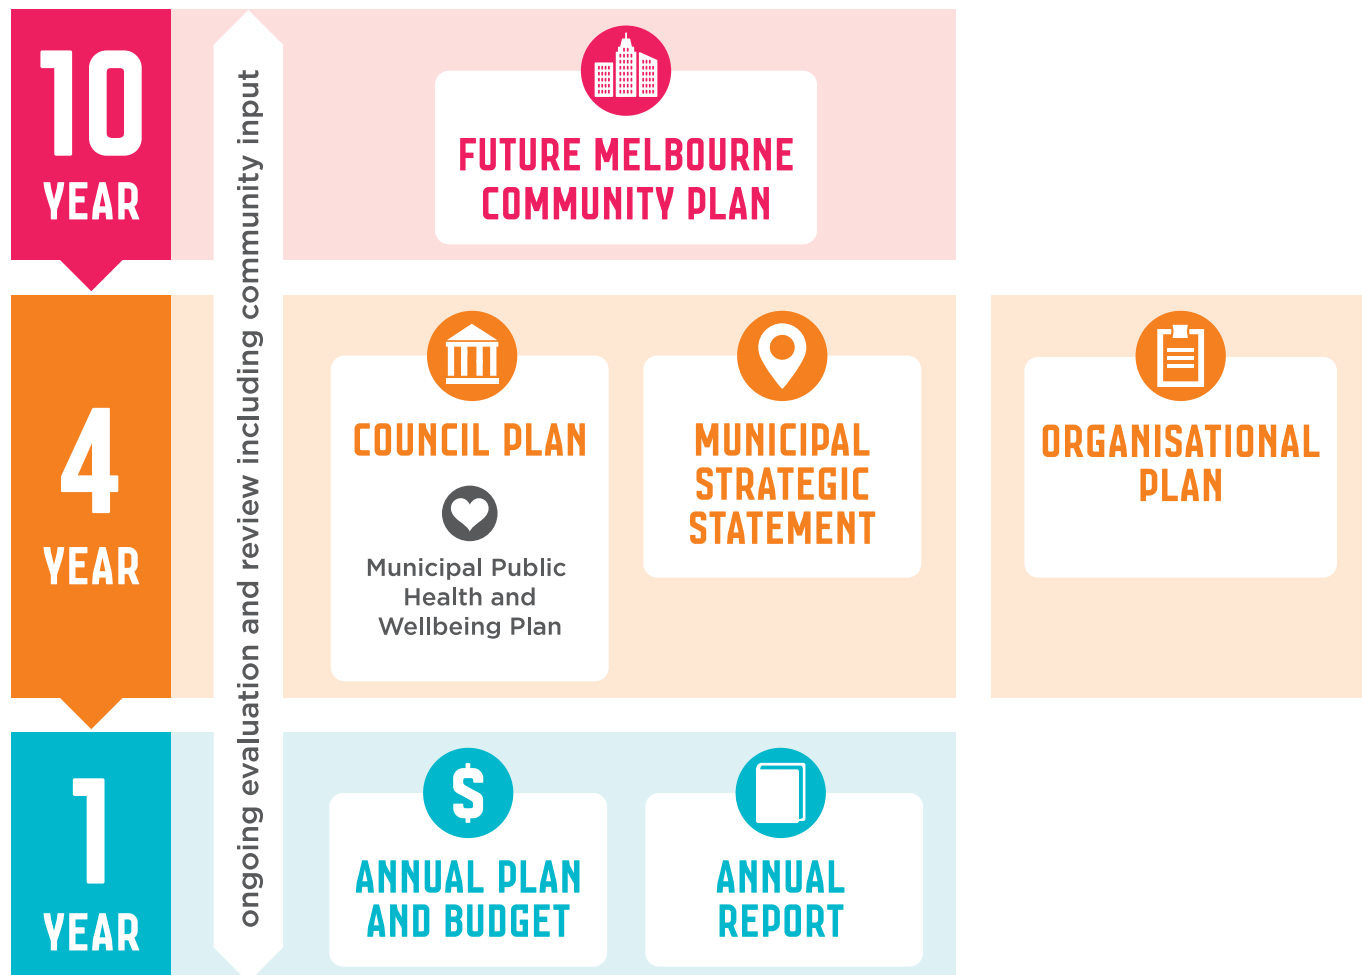 10
YEAR
ongoing evaluation and review including community input
FUTURE MELBOURNE
COMMUNITY PLAN
4
YEAR
COUNCIL PLAN
Municipal Public
Health and
Wellbeing Plan
MUNICIPAL
STRATEGIC
STATEMENT
ORGANISATIONAL
PLAN
1
YEAR
$
ANNUAL PLAN
AND BUDGET
ANNUAL
REPORT